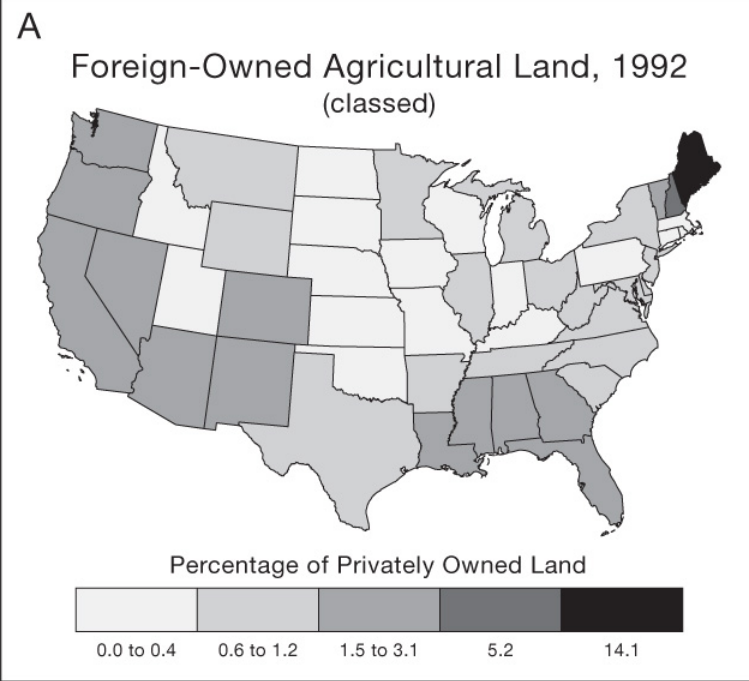 A
Foreign-Owned Agricultural Land, 1992
(classed)
Percentage of Privately Owned Land
0.0 to 0.4 0.6 to 1.2 1.5 to 3.1 5.2 14.1